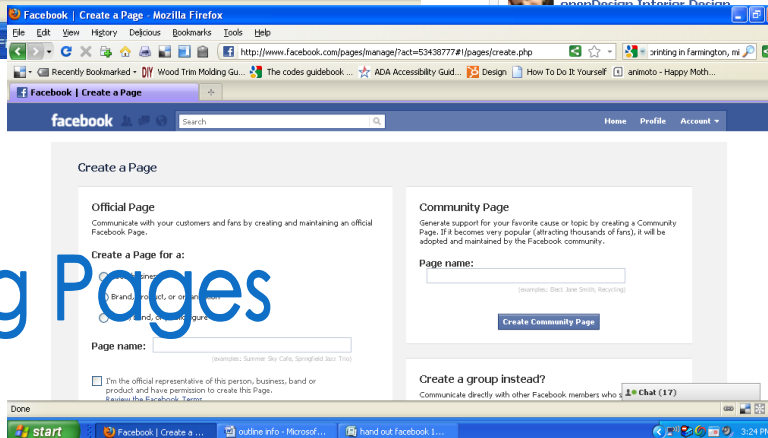 openDesign Interior Design
Facebook | Create a Page - Mozilla Firefox
File Edit View History Delicious Bookmarks Tools Help
http://www.facebook.com/pages/manage/?act=53438777#!/pages/create.php
printing in farmington, mi
Recently Bookmarked
Wood Trim Molding Gu...
The codes guidebook ...
ADA Accessibility Guid...
Design
How To Do It Yourself
animoto - Happy Moth...
Facebook | Create a Page
facebook
Search
Home Profile Account
Create a Page
Official Page
Communicate with your customers and fans by creating and maintaining an official
Facebook Page.
Create a Page for a:
Brand, product, or organization
Page name:
(examples: Summer Sky Cafe, Springfield Jazz Trio)
I'm the official representative of this person, business, band or
product and have permission to create this Page.
Review the Facebook Terms
g Pages
Community Page
Generate support for your favorite cause or topic by creating a Community
Page. If it becomes very popular (attracting thousands of fans), it will be
adopted and maintained by the Facebook community.
Page name:
(examples: Elect Jane Smith, Recycling)
Create Community Page
Create a group instead?
Communicate directly with other Facebook members who s
Chat (17)
Done
start
Facebook | Create a ...
outline info - Microsof...
hand out facebook 1...
3:24 PM